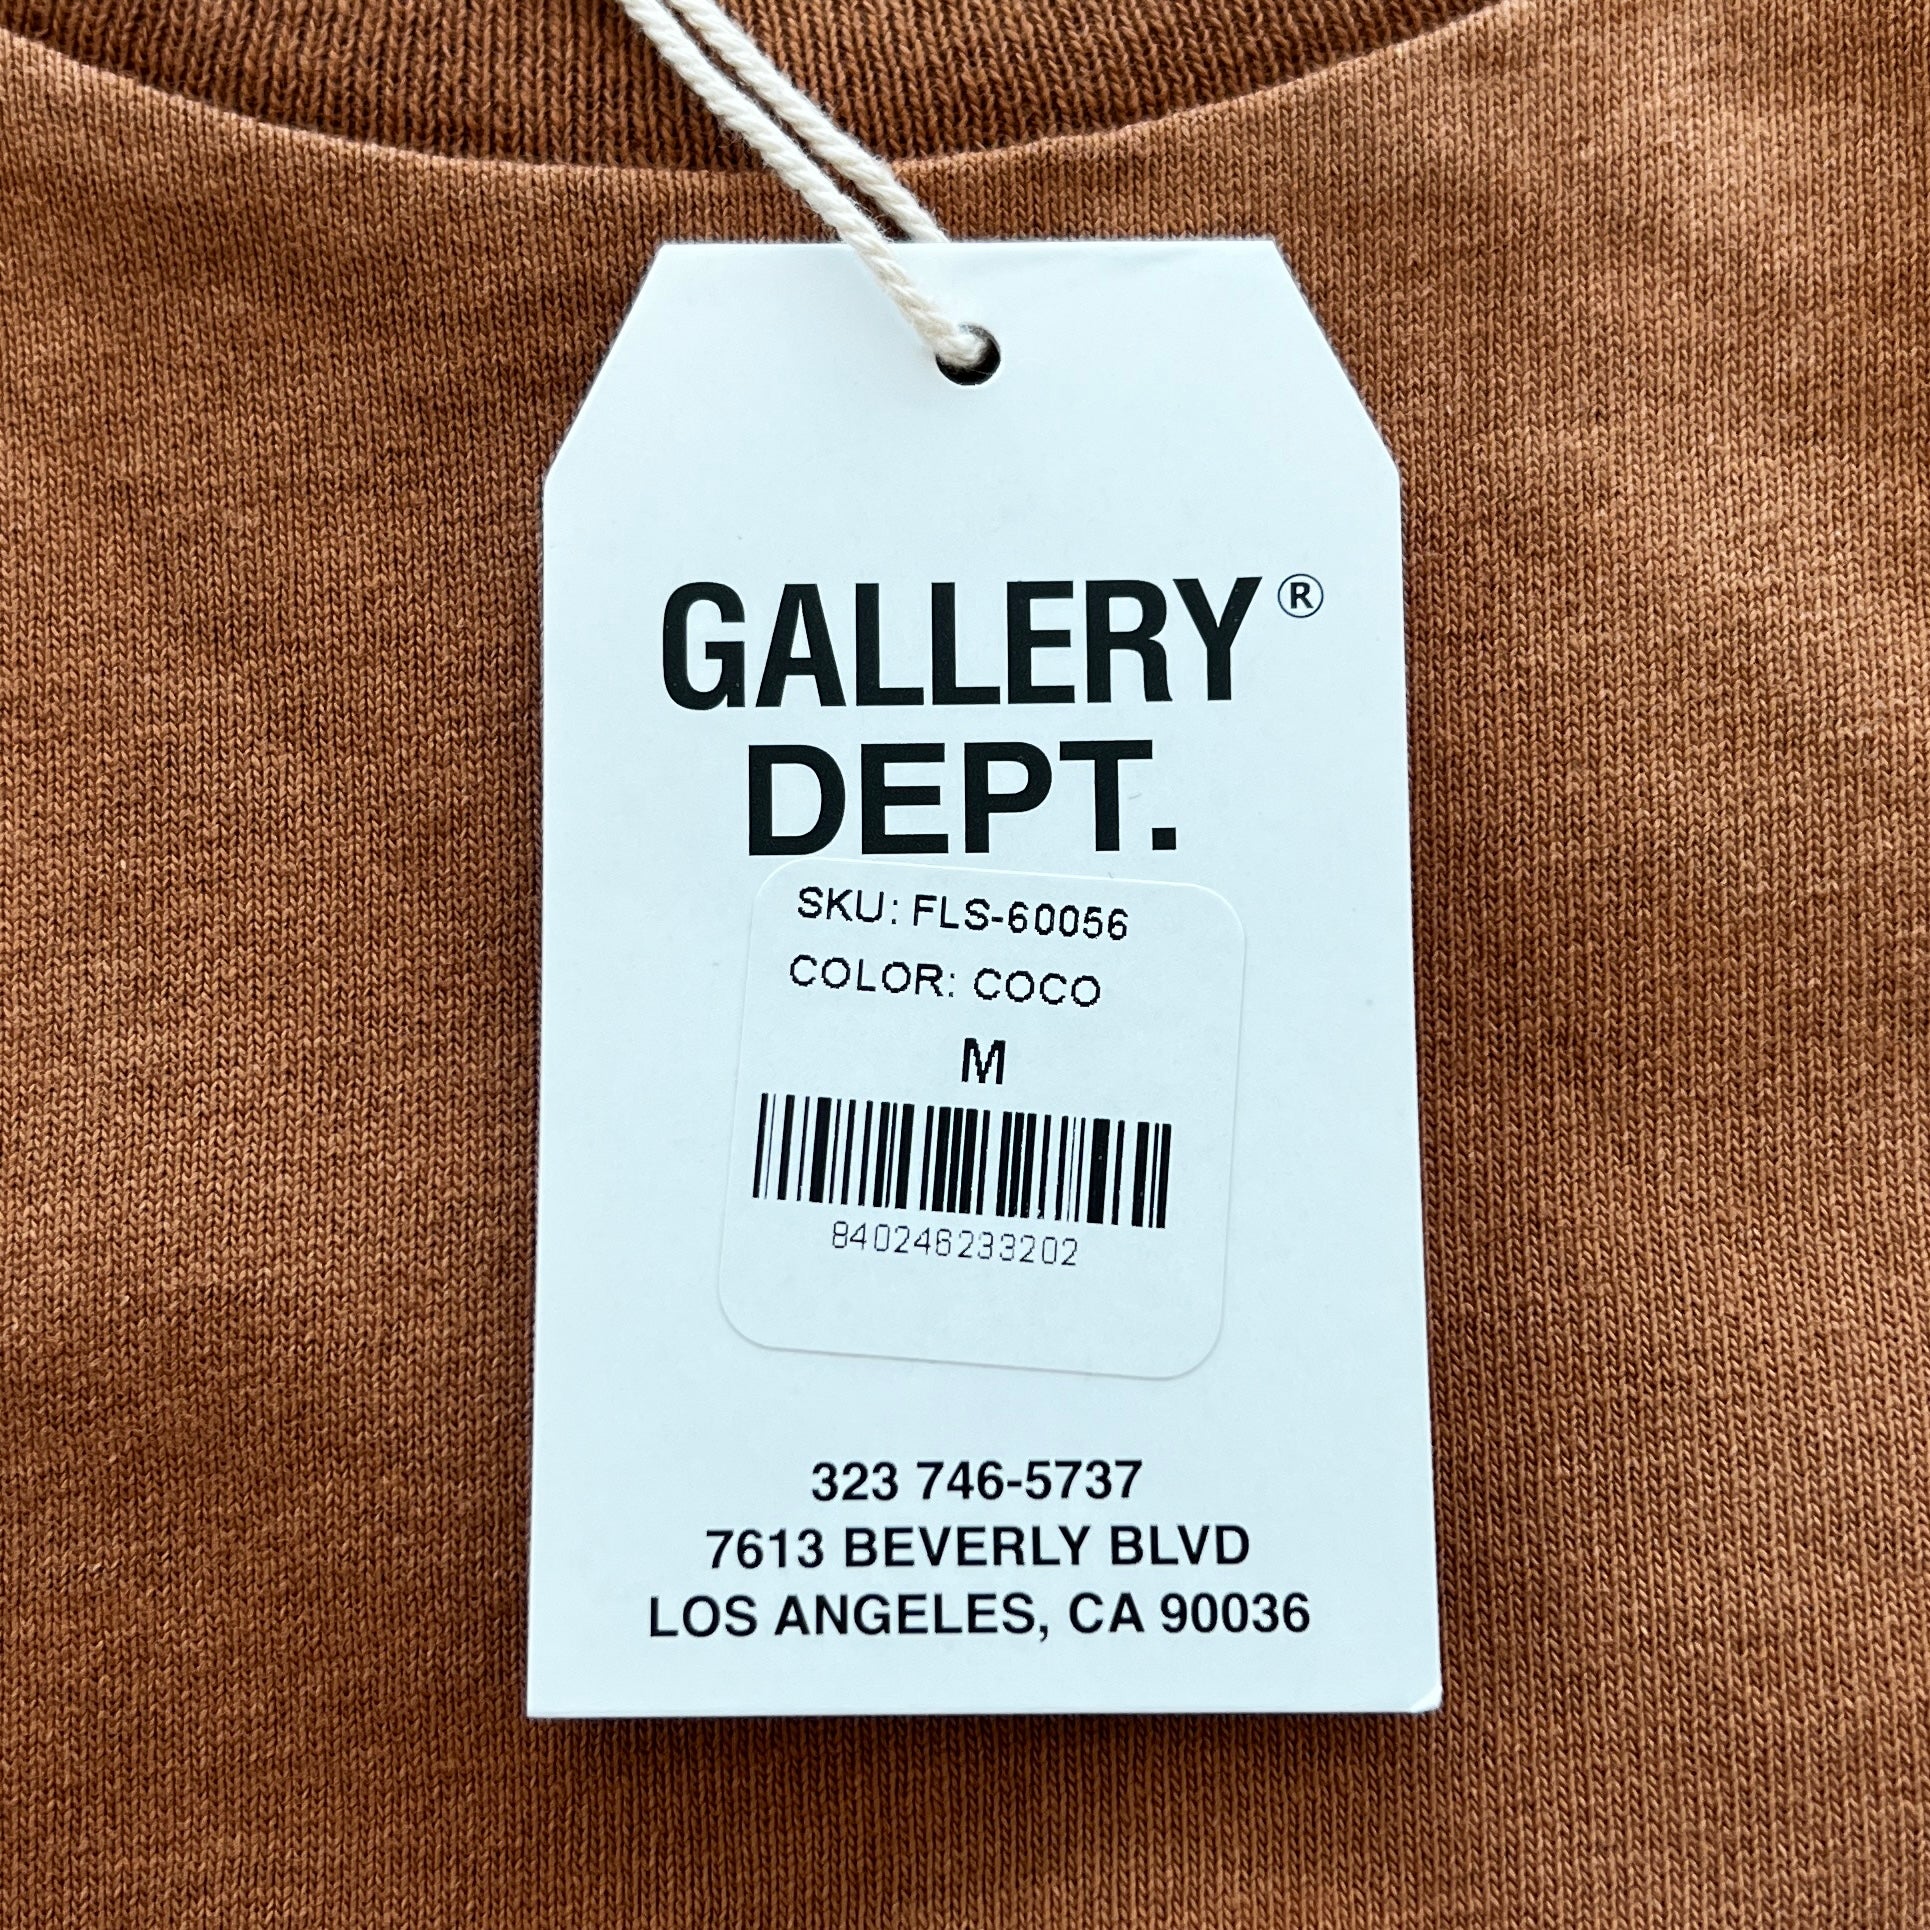 GALLERY®
DEPT.
SKU: FLS-60056
COLOR: COCO
M
840246233202
323 746-5737
7613 BEVERLY BLVD
LOS ANGELES, CA 90036